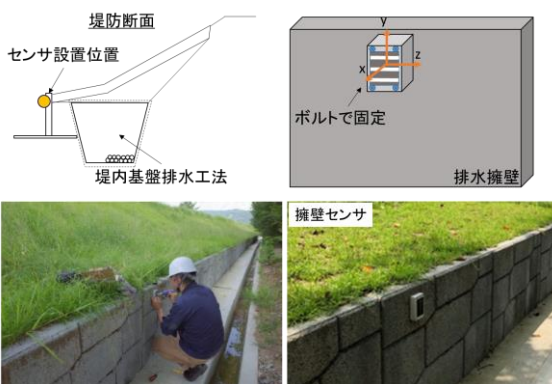 堤防断面
センサ設置位置
堤内基盤排水工法
y
z
x
ボルトで固定
排水擁壁
擁壁センサ